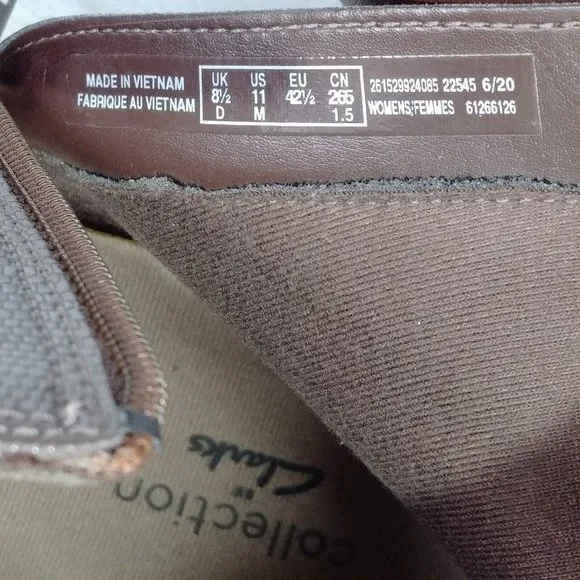 MADE IN VIETNAM
FABRIQUE AU VIETNAM
UK US EU CN
8½ 11 42½ 265
D M 1.5
261529924085 22545 6/20
WOMENS/FEMMES 61266126
collection
BY
Clarks